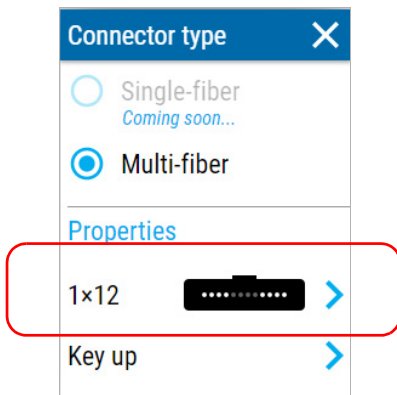 Connector type
Single-fiber
Coming soon...
Multi-fiber
Properties
1×12
Key up